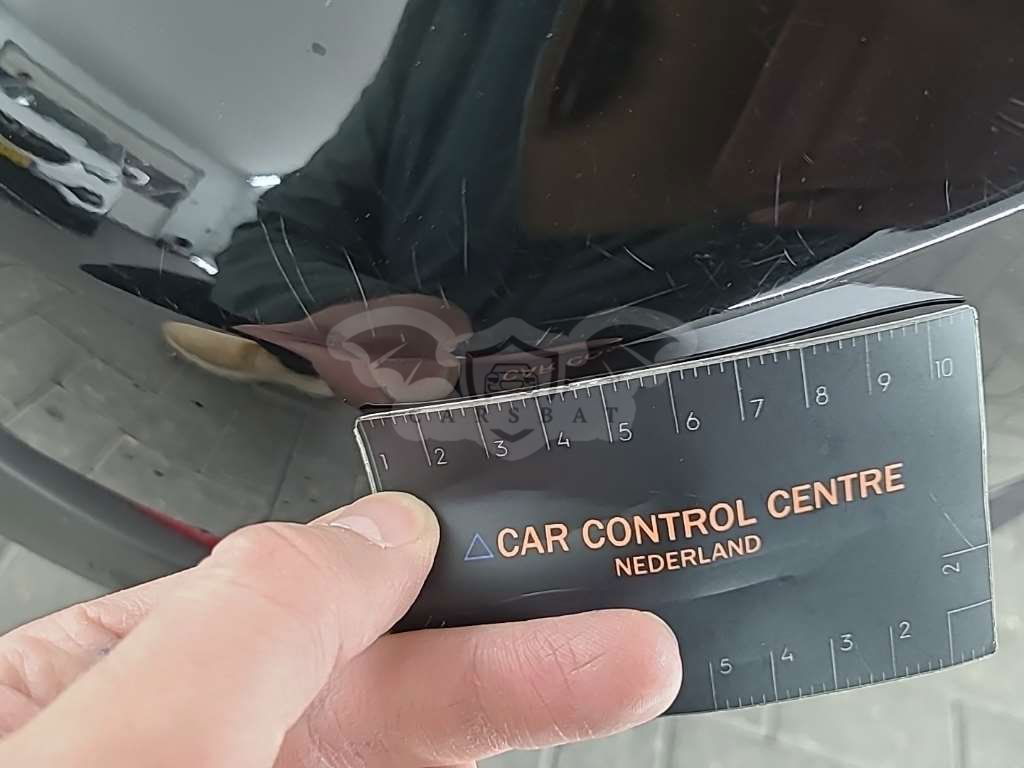 CARSBAT
1 2 3 4 5 6 7 8 9 10
△CAR CONTROL CENTRE
NEDERLAND
2
5 4 3 2